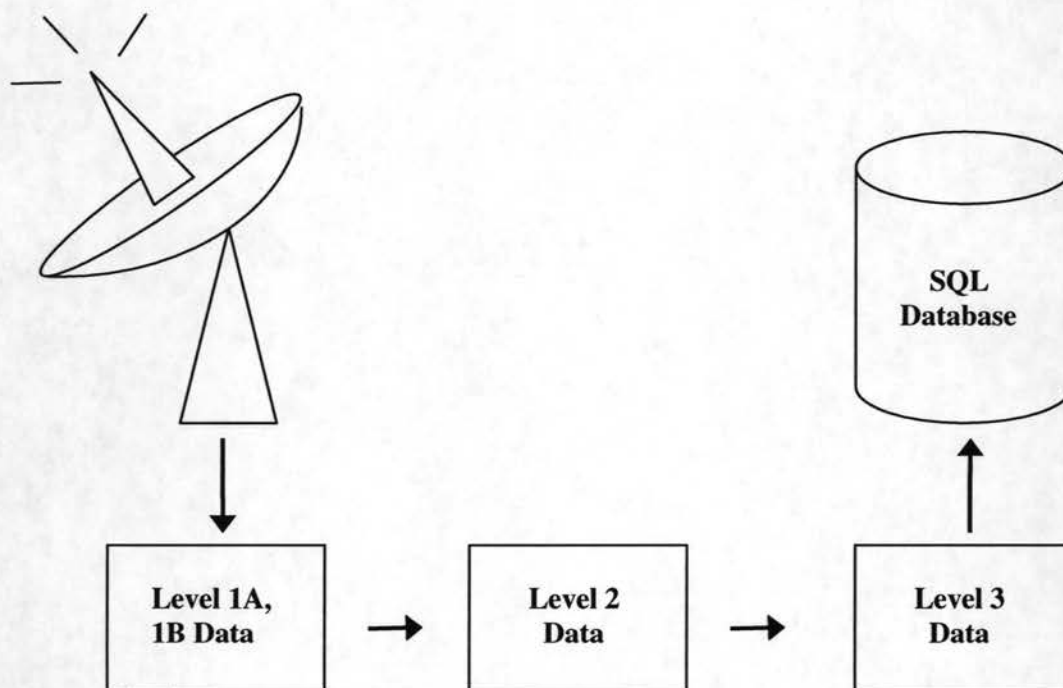 SQL
Database
Level 1A,
1B Data
Level 2
Data
Level 3
Data